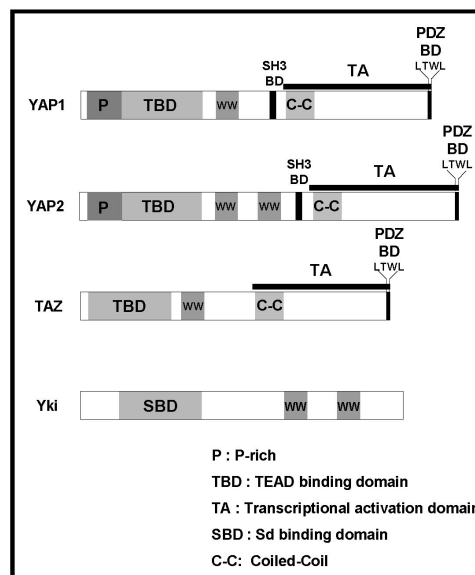 PDZ
BD
LTWL
SH3
BD
TA
YAP1 P TBD WW C-C
PDZ
BD
LTWL
SH3
BD
TA
YAP2 P TBD WW WW C-C
PDZ
BD
LTWL
TA
TAZ TBD WW C-C
Yki SBD WW WW
P : P-rich
TBD : TEAD binding domain
TA : Transcriptional activation domain
SBD : Sd binding domain
C-C: Coiled-Coil